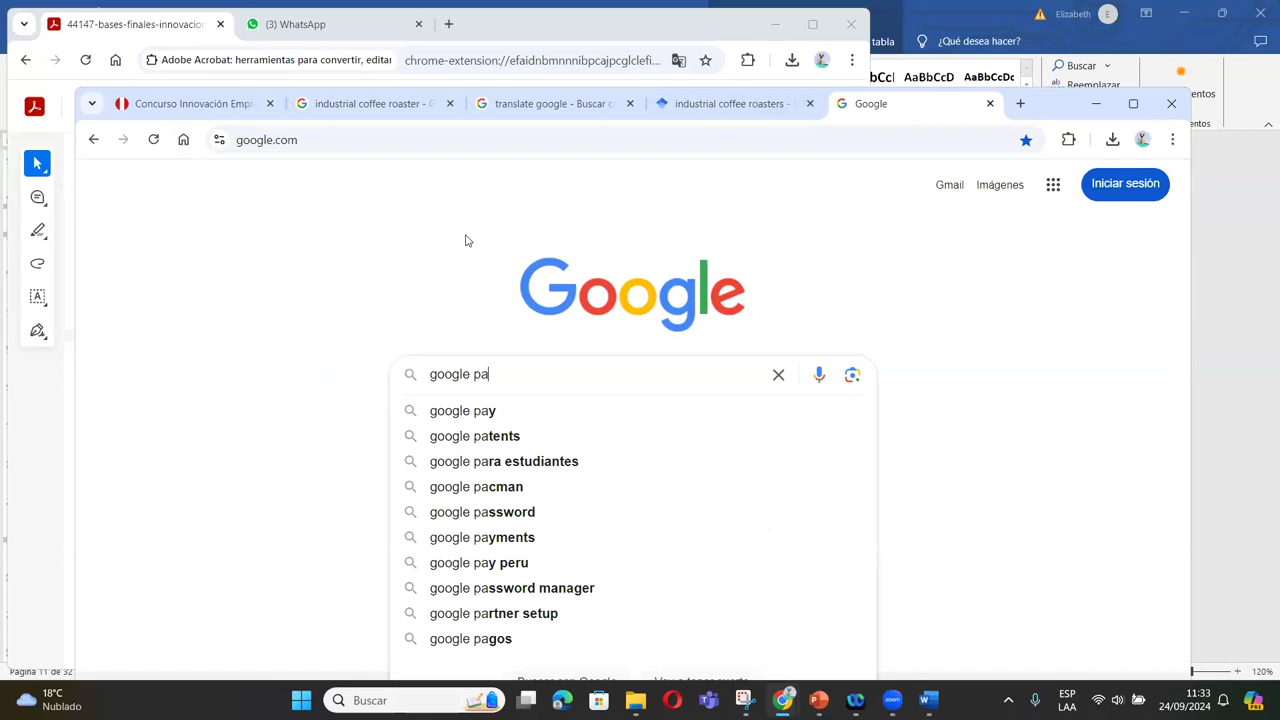 44147-bases-finales-innovacion
(3) WhatsApp
Elizabeth
E
tabla
¿Qué desea hacer?
Adobe Acrobat: herramientas para convertir, editar
chrome-extension://efaidnbmnnnibpcajpcglclefi...
AaBbCcD
AaBbCcD
Buscar
Reemplazar
Concurso Innovación Empr
industrial coffee roaster - G
translate google - Buscar c
industrial coffee roasters -
Google
google.com
Gmail
Imágenes
Iniciar sesión
Google
google pa
google pay
google patents
google para estudiantes
google pacman
google password
google payments
google pay peru
google password manager
google partner setup
google pagos
Página 11 de 32
120%
18°C
Nublado
Buscar
ESP
LAA
11:33
24/09/2024